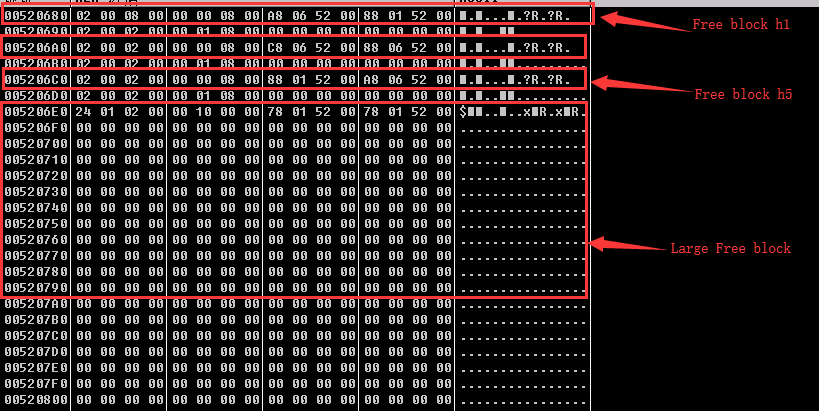 00520680 02 00 08 00 00 00 08 00 A8 06 52 00 88 01 52 00 ■.■...■.?R.?R. Free block h1
00520690 02 00 02 00 00 01 08 00 00 00 00 00 00 00 00 00
005206A0 02 00 02 00 00 00 08 00 C8 06 52 00 88 06 52 00 ■.■...■.?R.?R.
005206B0 02 00 02 00 00 01 08 00 00 00 00 00 00 00 00 00
005206C0 02 00 02 00 00 00 08 00 88 01 52 00 A8 06 52 00 ■.■...■.?R.?R.
005206D0 02 00 02 00 00 01 08 00 00 00 00 00 00 00 00 00 Free block h5
005206E0 24 01 02 00 00 10 00 00 78 01 52 00 78 01 52 00 $■■..■..x■R.x■R.
005206F0 00 00 00 00 00 00 00 00 00 00 00 00 00 00 00 00 ................
00520700 00 00 00 00 00 00 00 00 00 00 00 00 00 00 00 00 ................
00520710 00 00 00 00 00 00 00 00 00 00 00 00 00 00 00 00 ................
00520720 00 00 00 00 00 00 00 00 00 00 00 00 00 00 00 00 ................
00520730 00 00 00 00 00 00 00 00 00 00 00 00 00 00 00 00 ................
00520740 00 00 00 00 00 00 00 00 00 00 00 00 00 00 00 00 ................
00520750 00 00 00 00 00 00 00 00 00 00 00 00 00 00 00 00 ................
00520760 00 00 00 00 00 00 00 00 00 00 00 00 00 00 00 00 ................ Large Free block
00520770 00 00 00 00 00 00 00 00 00 00 00 00 00 00 00 00 ................
00520780 00 00 00 00 00 00 00 00 00 00 00 00 00 00 00 00 ................
00520790 00 00 00 00 00 00 00 00 00 00 00 00 00 00 00 00 ................
005207A0 00 00 00 00 00 00 00 00 00 00 00 00 00 00 00 00 ................
005207B0 00 00 00 00 00 00 00 00 00 00 00 00 00 00 00 00 ................
005207C0 00 00 00 00 00 00 00 00 00 00 00 00 00 00 00 00 ................
005207D0 00 00 00 00 00 00 00 00 00 00 00 00 00 00 00 00 ................
005207E0 00 00 00 00 00 00 00 00 00 00 00 00 00 00 00 00 ................
005207F0 00 00 00 00 00 00 00 00 00 00 00 00 00 00 00 00 ................
00520800 00 00 00 00 00 00 00 00 00 00 00 00 00 00 00 00 ................